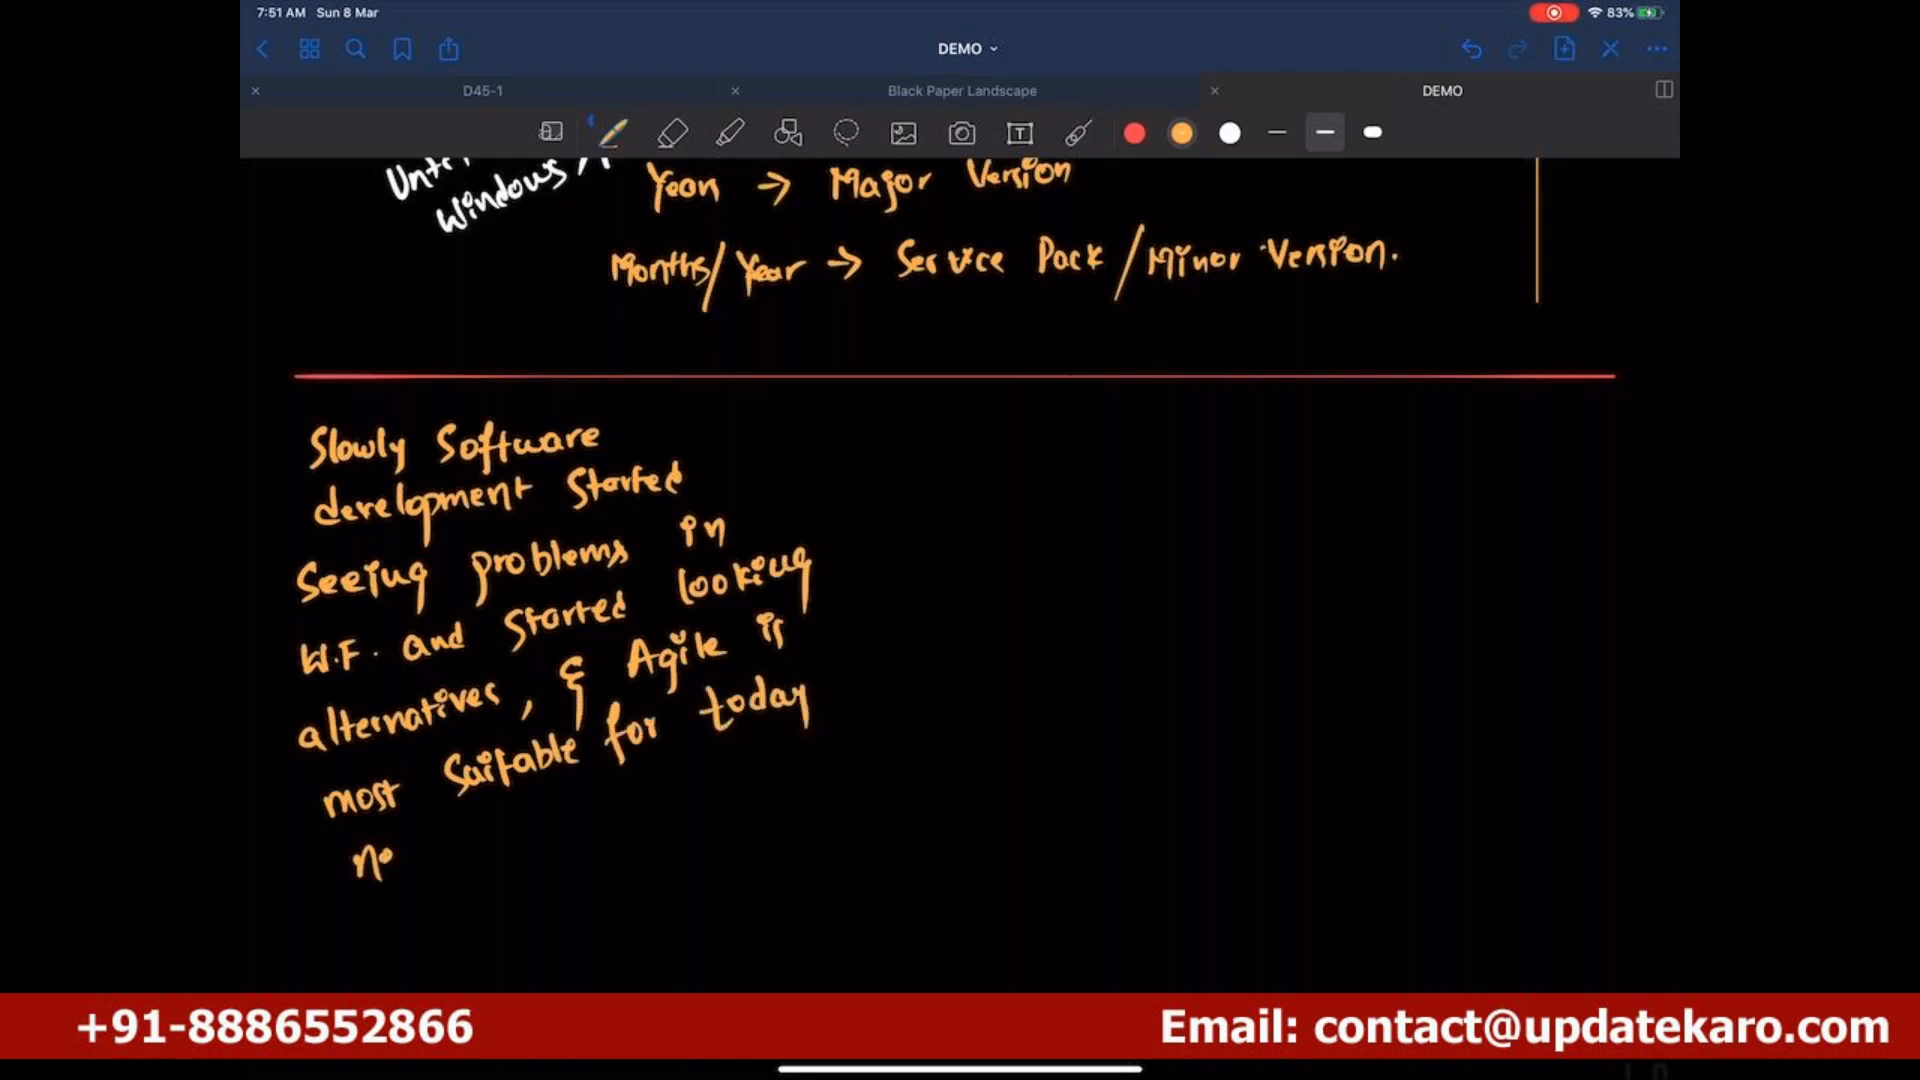 7:51 AM Sun 8 Mar
83%
DEMO
D45-1
Black Paper Landscape
DEMO
T
Windows,
Year → Major Version
Months/Year → Service Pack / Minor Version.
Slowly Software
development Started
Seeing problems in
W.F. and Started looking
alternatives, & Agile is
most Suitable for today
+91-8886552866
Email: contact@updatekaro.com